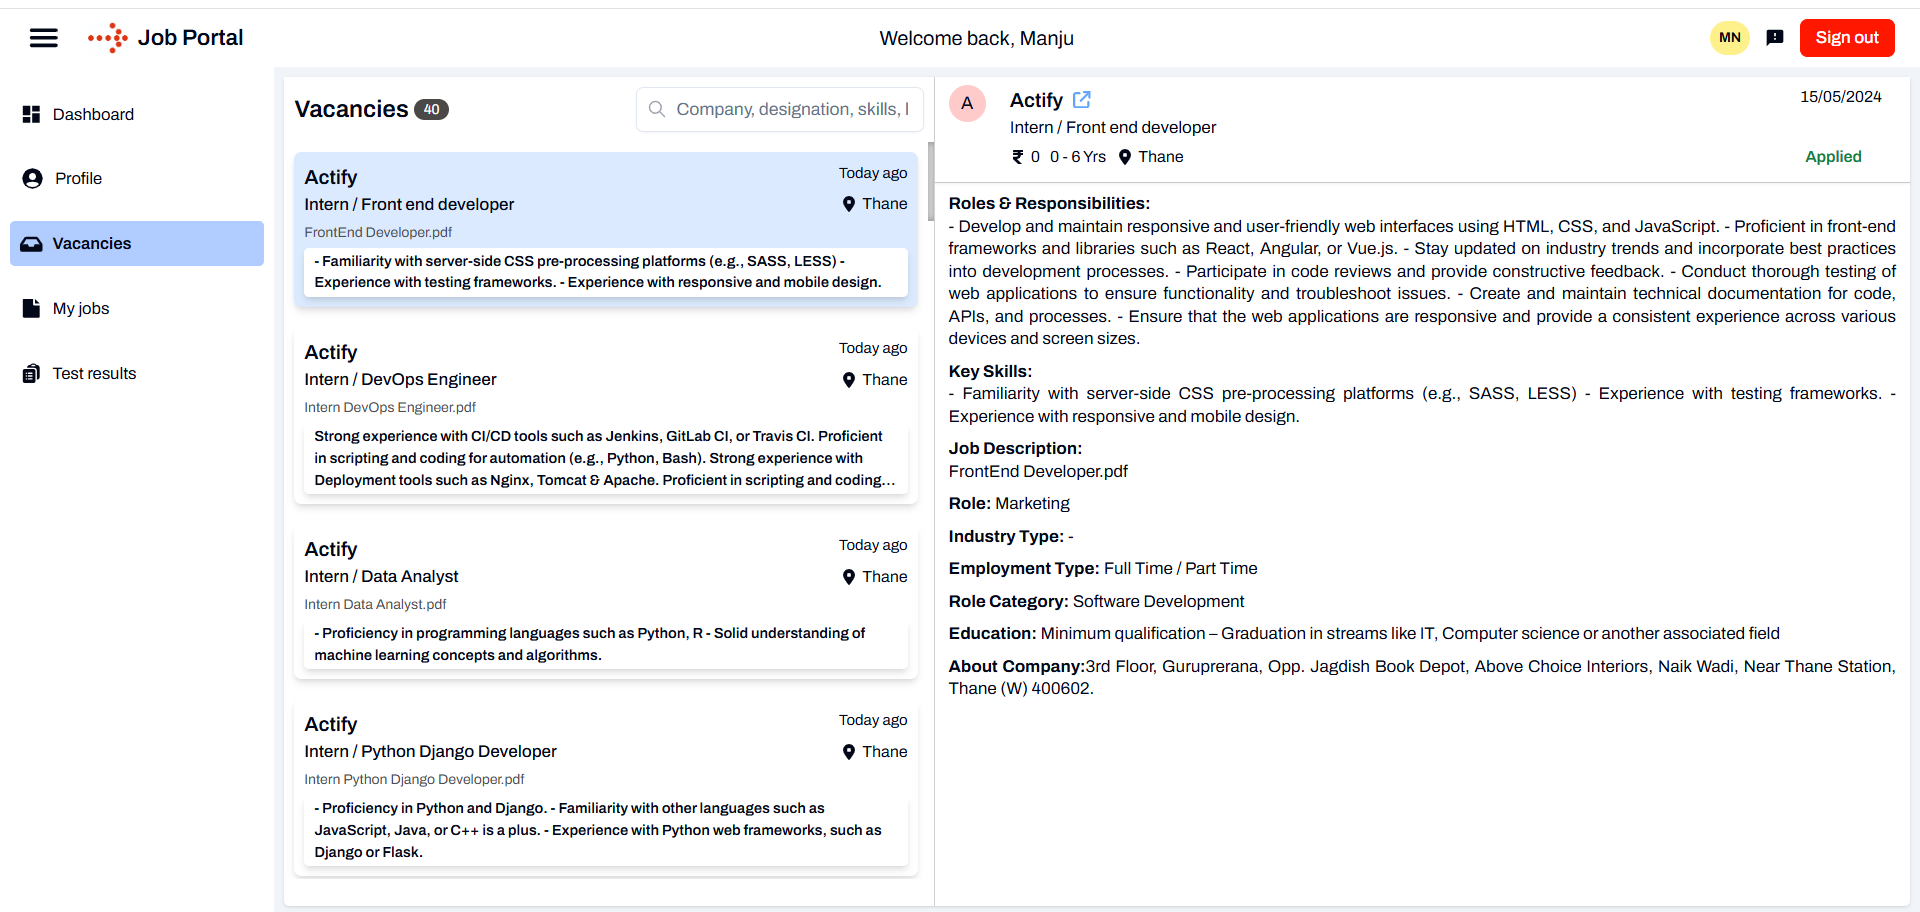 Job Portal
Welcome back, Manju
MN
Sign out
Dashboard
Profile
Vacancies
My jobs
Test results
Vacancies 40
Company, designation, skills, l
Actify
Today ago
Intern / Front end developer
Thane
FrontEnd Developer.pdf
- Familiarity with server-side CSS pre-processing platforms (e.g., SASS, LESS) -
Experience with testing frameworks. - Experience with responsive and mobile design.
Actify
Today ago
Intern / DevOps Engineer
Thane
Intern DevOps Engineer.pdf
Strong experience with CI/CD tools such as Jenkins, GitLab CI, or Travis CI. Proficient
in scripting and coding for automation (e.g., Python, Bash). Strong experience with
Deployment tools such as Nginx, Tomcat & Apache. Proficient in scripting and coding...
Actify
Today ago
Intern / Data Analyst
Thane
Intern Data Analyst.pdf
- Proficiency in programming languages such as Python, R - Solid understanding of
machine learning concepts and algorithms.
Actify
Today ago
Intern / Python Django Developer
Thane
Intern Python Django Developer.pdf
- Proficiency in Python and Django. - Familiarity with other languages such as
JavaScript, Java, or C++ is a plus. - Experience with Python web frameworks, such as
Django or Flask.
A
Actify
15/05/2024
Intern / Front end developer
₹ 0 0 - 6 Yrs Thane
Applied
Roles & Responsibilities:
- Develop and maintain responsive and user-friendly web interfaces using HTML, CSS, and JavaScript. - Proficient in front-end
frameworks and libraries such as React, Angular, or Vue.js. - Stay updated on industry trends and incorporate best practices
into development processes. - Participate in code reviews and provide constructive feedback. - Conduct thorough testing of
web applications to ensure functionality and troubleshoot issues. - Create and maintain technical documentation for code,
APIs, and processes. - Ensure that the web applications are responsive and provide a consistent experience across various
devices and screen sizes.
Key Skills:
- Familiarity with server-side CSS pre-processing platforms (e.g., SASS, LESS) - Experience with testing frameworks. -
Experience with responsive and mobile design.
Job Description:
FrontEnd Developer.pdf
Role: Marketing
Industry Type: -
Employment Type: Full Time / Part Time
Role Category: Software Development
Education: Minimum qualification – Graduation in streams like IT, Computer science or another associated field
About Company:3rd Floor, Guruprerana, Opp. Jagdish Book Depot, Above Choice Interiors, Naik Wadi, Near Thane Station,
Thane (W) 400602.